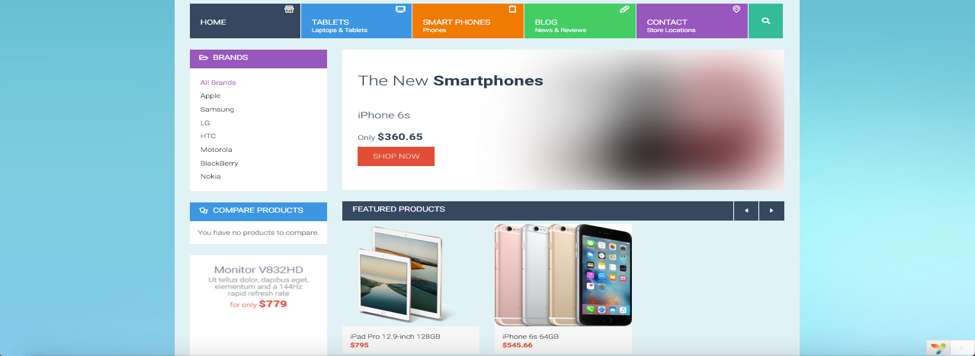 HOME
TABLETS
Laptops & Tablets
SMART PHONES
Phones
BLOG
News & Reviews
CONTACT
Store Locations
BRANDS
All Brands
Apple
Samsung
LG
HTC
Motorola
BlackBerry
Nokia
The New Smartphones
iPhone 6s
Only $360.65
SHOP NOW
COMPARE PRODUCTS
You have no products to compare.
Monitor V832HD
Ut tellus dolor, dapibus eget,
elementum and a 144Hz
rapid refresh rate
for only $779
FEATURED PRODUCTS
iPad Pro 12.9-inch 128GB
$795
iPhone 6s 64GB
$545.66